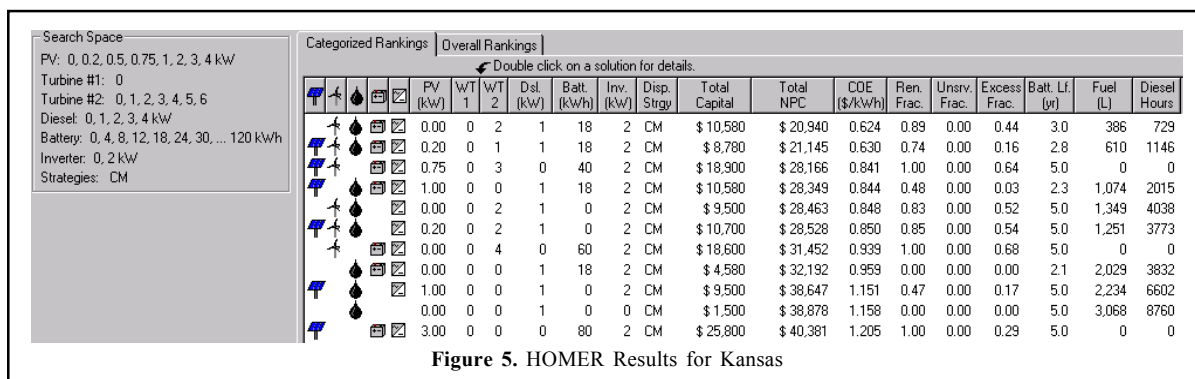 Search Space
PV: 0, 0.2, 0.5, 0.75, 1, 2, 3, 4 kW
Turbine #1: 0
Turbine #2: 0, 1, 2, 3, 4, 5, 6
Diesel: 0, 1, 2, 3, 4 kW
Battery: 0, 4, 8, 12, 18, 24, 30, ... 120 kWh
Inverter: 0, 2 kW
Strategies: CM
Categorized Rankings Overall Rankings
Double click on a solution for details.
PV (kW) WT 1 WT 2 Dsl. (kW) Batt. (kWh) Inv. (kW) Disp. Strgy Total Capital Total NPC COE ($/kWh) Ren. Frac. Unsrv. Frac. Excess Frac. Batt. Lf. (yr) Fuel (L) Diesel Hours
0.00 0 2 1 18 2 CM $ 10,580 $ 20,940 0.624 0.89 0.00 0.44 3.0 386 729
0.20 0 1 1 18 2 CM $ 8,780 $ 21,145 0.630 0.74 0.00 0.16 2.8 610 1146
0.75 0 3 0 40 2 CM $ 18,900 $ 28,166 0.841 1.00 0.00 0.64 5.0 0 0
1.00 0 0 1 18 2 CM $ 10,580 $ 28,349 0.844 0.48 0.00 0.03 2.3 1,074 2015
0.00 0 2 1 0 2 CM $ 9,500 $ 28,463 0.848 0.83 0.00 0.52 5.0 1,349 4038
0.20 0 2 1 0 2 CM $ 10,700 $ 28,528 0.850 0.85 0.00 0.54 5.0 1,251 3773
0.00 0 4 0 60 2 CM $ 18,600 $ 31,452 0.939 1.00 0.00 0.68 5.0 0 0
0.00 0 0 1 18 2 CM $ 4,580 $ 32,192 0.959 0.00 0.00 0.00 2.1 2,029 3832
1.00 0 0 1 0 2 CM $ 9,500 $ 38,647 1.151 0.47 0.00 0.17 5.0 2,234 6602
0.00 0 0 1 0 0 CM $ 1,500 $ 38,878 1.158 0.00 0.00 0.00 5.0 3,068 8760
3.00 0 0 0 80 2 CM $ 25,800 $ 40,381 1.205 1.00 0.00 0.29 5.0 0 0
Figure 5. HOMER Results for Kansas